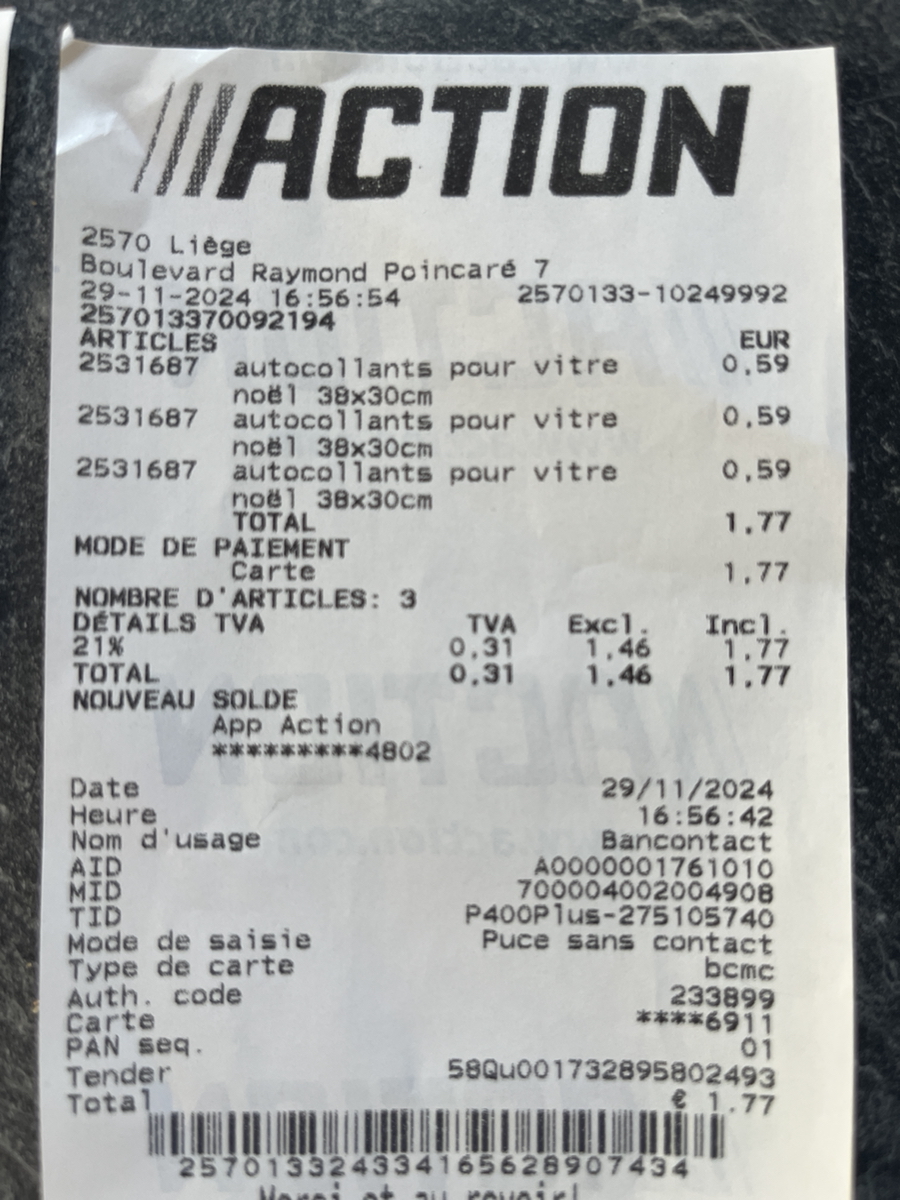 ACTION
2570 Liège
Boulevard Raymond Poincaré 7
29-11-2024 16:56:54 2570133-10249992
257013370092194
ARTICLES EUR
2531687 autocollants pour vitre 0,59
noël 38x30cm
2531687 autocollants pour vitre 0,59
noël 38x30cm
2531687 autocollants pour vitre 0,59
noël 38x30cm
TOTAL 1,77
MODE DE PAIEMENT
Carte 1,77
NOMBRE D'ARTICLES: 3
DÉTAILS TVA TVA Excl. Incl.
21% 0,31 1,46 1,77
TOTAL 0,31 1,46 1,77
NOUVEAU SOLDE
App Action
*********4802
Date 29/11/2024
Heure 16:56:42
Nom d'usage Bancontact
AID A0000001761010
MID 700004002004908
TID P400Plus-275105740
Mode de saisie Puce sans contact
Type de carte bcmc
Auth. code 233899
Carte ****6911
PAN seq. 01
Tender 58Qu001732895802493
Total € 1.77
257013324334165628907434
Merci et au revoir!